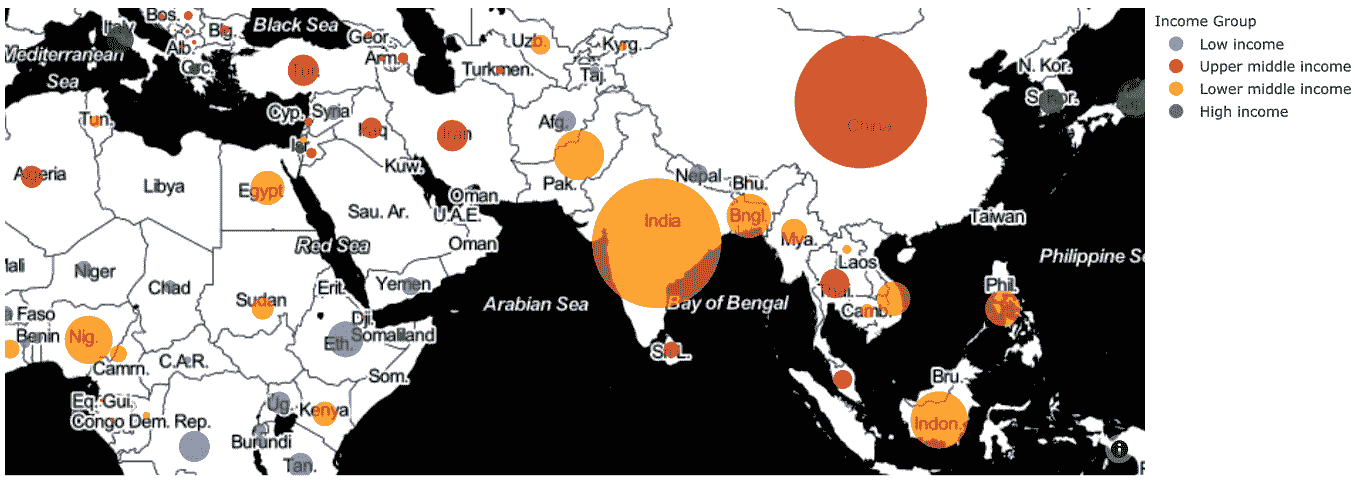 Bos.
Italy
Blg.
Black Sea
Geor.
Uzb.
Kyrg.
Alb.
Mediterranean
Sea
Grc.
Tur.
Arm.
Turkmen.
Taj.
N. Kor.
S. Kor.
Tun.
Cyp.
Syria
Iraq
Iran
Afg.
China
Isr.
Kuw.
Algeria
Libya
Egypt
Pak.
Nepal
Bhu.
Oman
U.A.E.
Sau. Ar.
India
Bngl.
Taiwan
Red Sea
Oman
Mya.
Philippine Se
Mali
Niger
Chad
Sudan
Erit.
Yemen
Laos
Arabian Sea
Bay of Bengal
Thai.
Phil.
Faso
Benin
Nig.
Dji.
Somaliland
Eth.
Camb.
Sri L.
Camrn.
C.A.R.
Som.
Bru.
Eq. Gui.
Ug.
Kenya
Congo
Dem. Rep.
Burundi
Indon.
Tan.
Income Group
Low income
Upper middle income
Lower middle income
High income